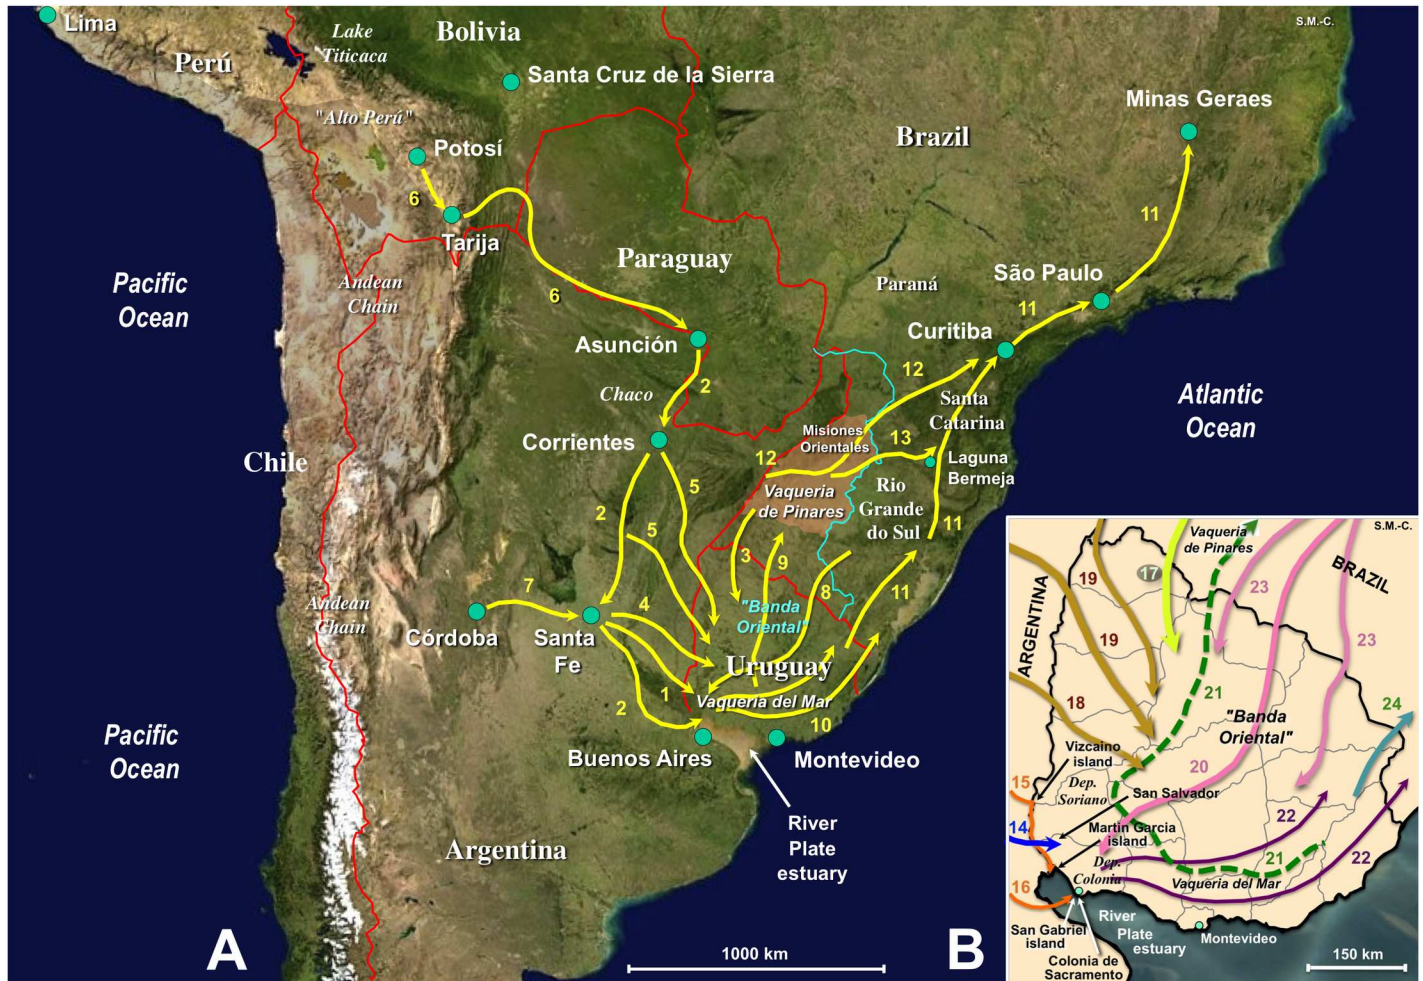 Lima
Lake
Titicaca
Bolivia
S.M.-C.
Perú
Santa Cruz de la Sierra
Minas Geraes
"Alto Perú"
Brazil
Potosí
6
11
Tarija
Paraguay
São Paulo
Pacific
Ocean
Andean
Chain
6
Paraná
11
Curitiba
Asunción
12
2
Chaco
Santa
Catarina
Atlantic
Ocean
Corrientes
Misiones
Orientales
13
Chile
12
Laguna
Bermeja
5
Vaqueria
de Pinares
Rio
Grande
do Sul
2
5
11
3
9
8
11
7
4
"Banda
Oriental"
Andean
Chain
Córdoba
Santa
Fe
Uruguay
1
2
Vaqueria del Mar
10
Pacific
Ocean
Buenos Aires
Montevideo
River
Plate
estuary
Argentina
A
1000 km
B
S.M.-C.
Vaqueria
de Pinares
BRAZIL
ARGENTINA
19
17
23
19
23
21
18
24
"Banda
Oriental"
Vizcaino
island
20
15
Dep.
Soriano
San Salvador
14
Martin Garcia
island
22
21
22
Dep.
Colonia
16
Vaqueria del Mar
San Gabriel
island
River
Plate
estuary
Montevideo
Colonia de
Sacramento
150 km